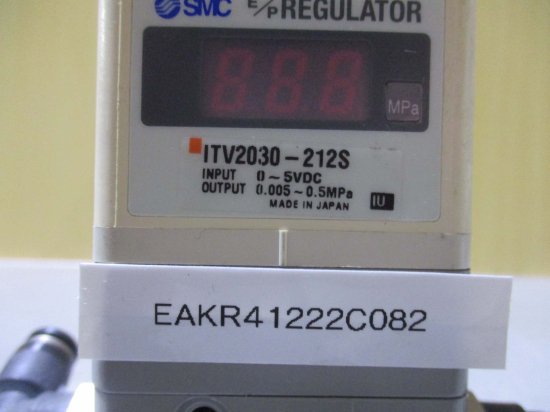 SMC E/P REGULATOR
888
MPa
ITV2030-212S
INPUT 0~5VDC
OUTPUT 0.005~0.5MPa
MADE IN JAPAN IU
EAKR41222C082